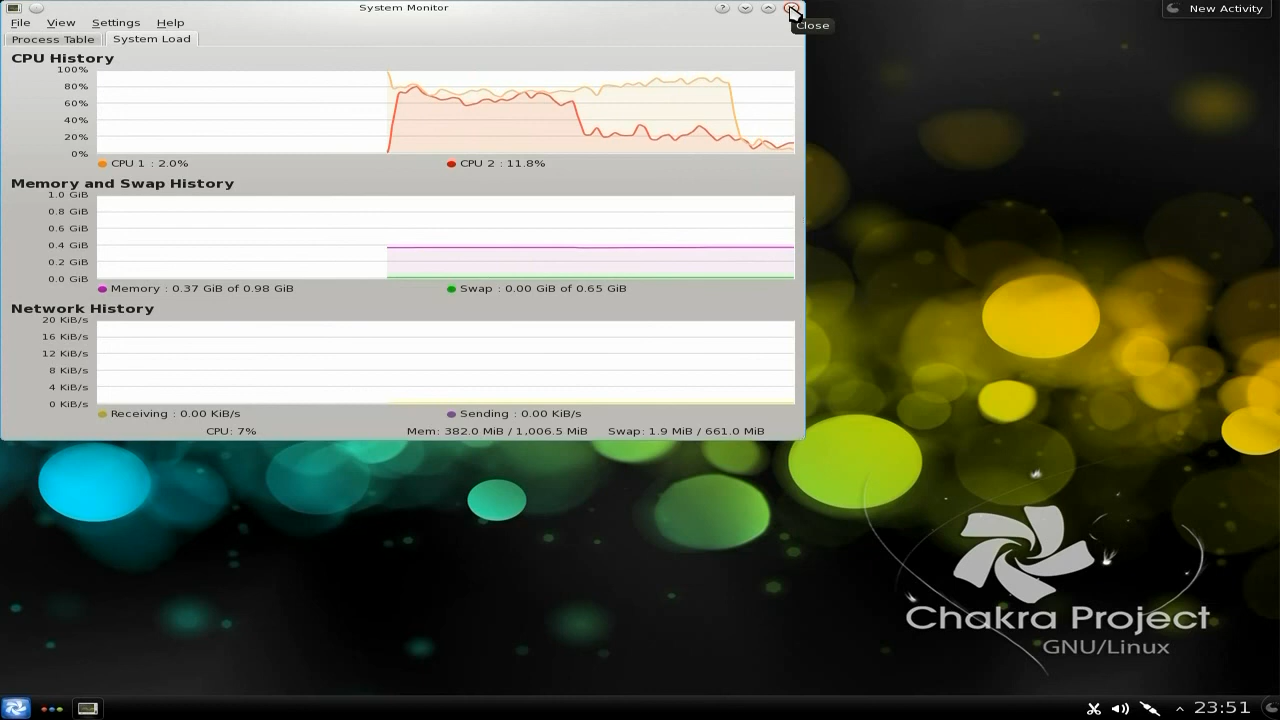 System Monitor
?
New Activity
File View Settings Help
Close
Process Table System Load
CPU History
100%
80%
60%
40%
20%
0%
CPU 1 : 2.0% CPU 2 : 11.8%
Memory and Swap History
1.0 GiB
0.8 GiB
0.6 GiB
0.4 GiB
0.2 GiB
0.0 GiB
Memory : 0.37 GiB of 0.98 GiB Swap : 0.00 GiB of 0.65 GiB
Network History
20 KiB/s
16 KiB/s
12 KiB/s
8 KiB/s
4 KiB/s
0 KiB/s
Receiving : 0.00 KiB/s Sending : 0.00 KiB/s
CPU: 7% Mem: 382.0 MiB / 1,006.5 MiB Swap: 1.9 MiB / 661.0 MiB
Chakra Project
GNU/Linux
23:51